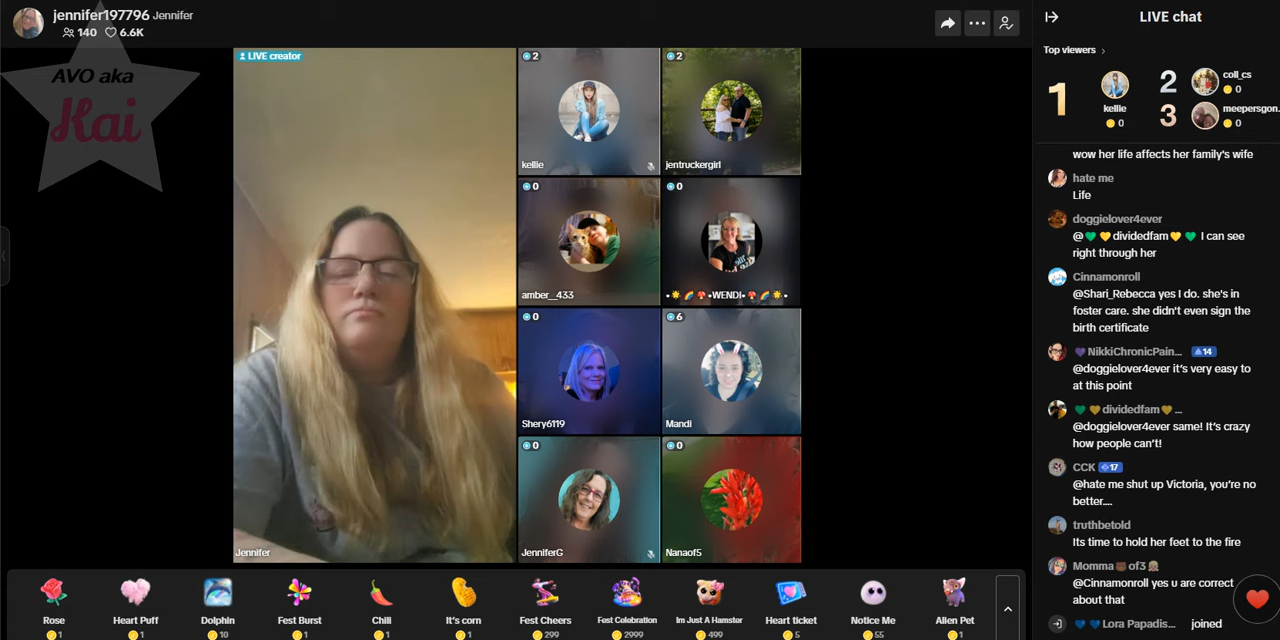 jennifer197796 Jennifer
140 6.6K
AVO aka
Kai
LIVE creator
2
kellie
2
jentruckergirl
0
amber__433
0
•WENDI•
0
Shery6119
6
Mandi
0
JenniferG
0
Nanaof5
Jennifer
Rose
1
Heart Puff
1
Dolphin
10
Fest Burst
1
Chili
1
It's corn
1
Fest Cheers
299
Fest Celebration
2999
Im Just A Hamster
499
Heart ticket
5
Notice Me
55
Alien Pet
1
LIVE chat
Top viewers
1
kellie
0
2
coll_cs
0
3
meepersgon.
0
wow her life affects her family's wife
hate me
Life
doggielover4ever
@💚💛dividedfam💛💚 I can see
right through her
Cinnamonroll
@Shari_Rebecca yes I do. she's in
foster care. she didn't even sign the
birth certificate
NikkiChronicPain... 14
@doggielover4ever it's very easy to
at this point
dividedfam ...
@doggielover4ever same! It's crazy
how people can't!
CCK 17
@hate me shut up Victoria, you're no
better....
truthbetold
Its time to hold her feet to the fire
Momma of3
@Cinnamonroll yes u are correct
about that
Lora Papadis... joined